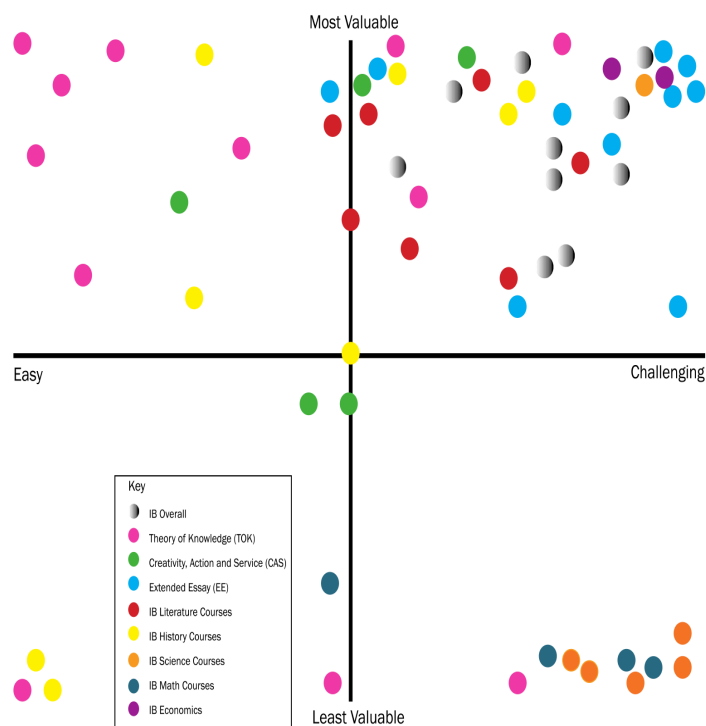 Most Valuable
Easy
Challenging
Key
IB Overall
Theory of Knowledge (TOK)
Creativity, Action and Service (CAS)
Extended Essay (EE)
IB Literature Courses
IB History Courses
IB Science Courses
IB Math Courses
IB Economics
Least Valuable